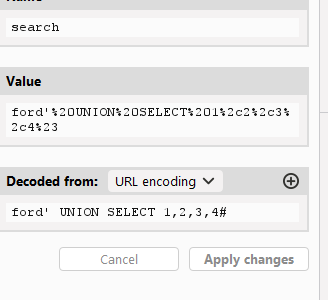 search
Value
ford'%20UNION%20SELECT%201%2c2%2c3%
2c4%23
Decoded from: URL encoding
ford' UNION SELECT 1,2,3,4#
Cancel Apply changes